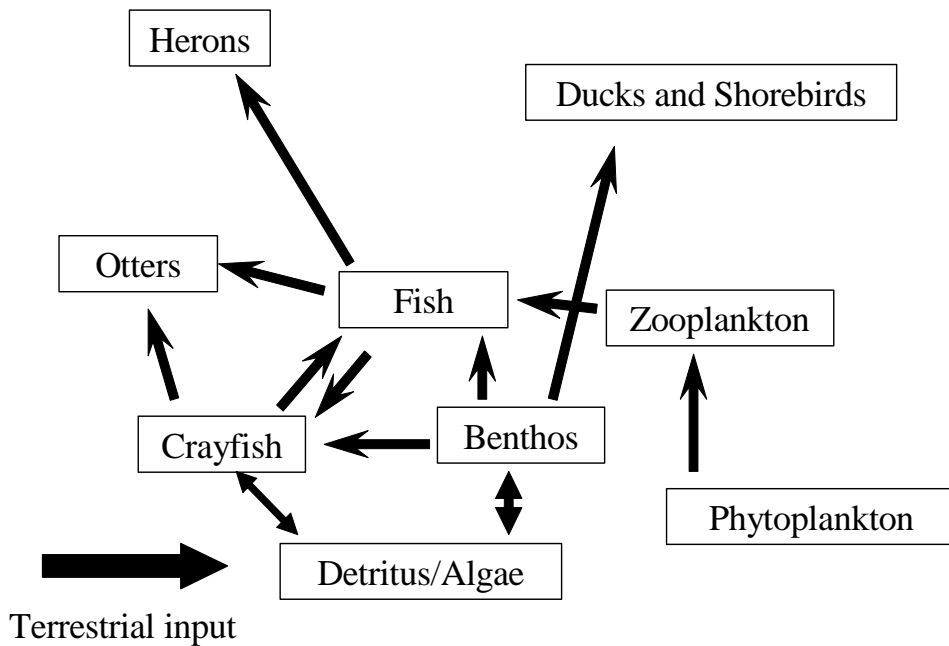 Herons
Ducks and Shorebirds
Otters
Fish
Zooplankton
Crayfish
Benthos
Phytoplankton
Detritus/Algae
Terrestrial input